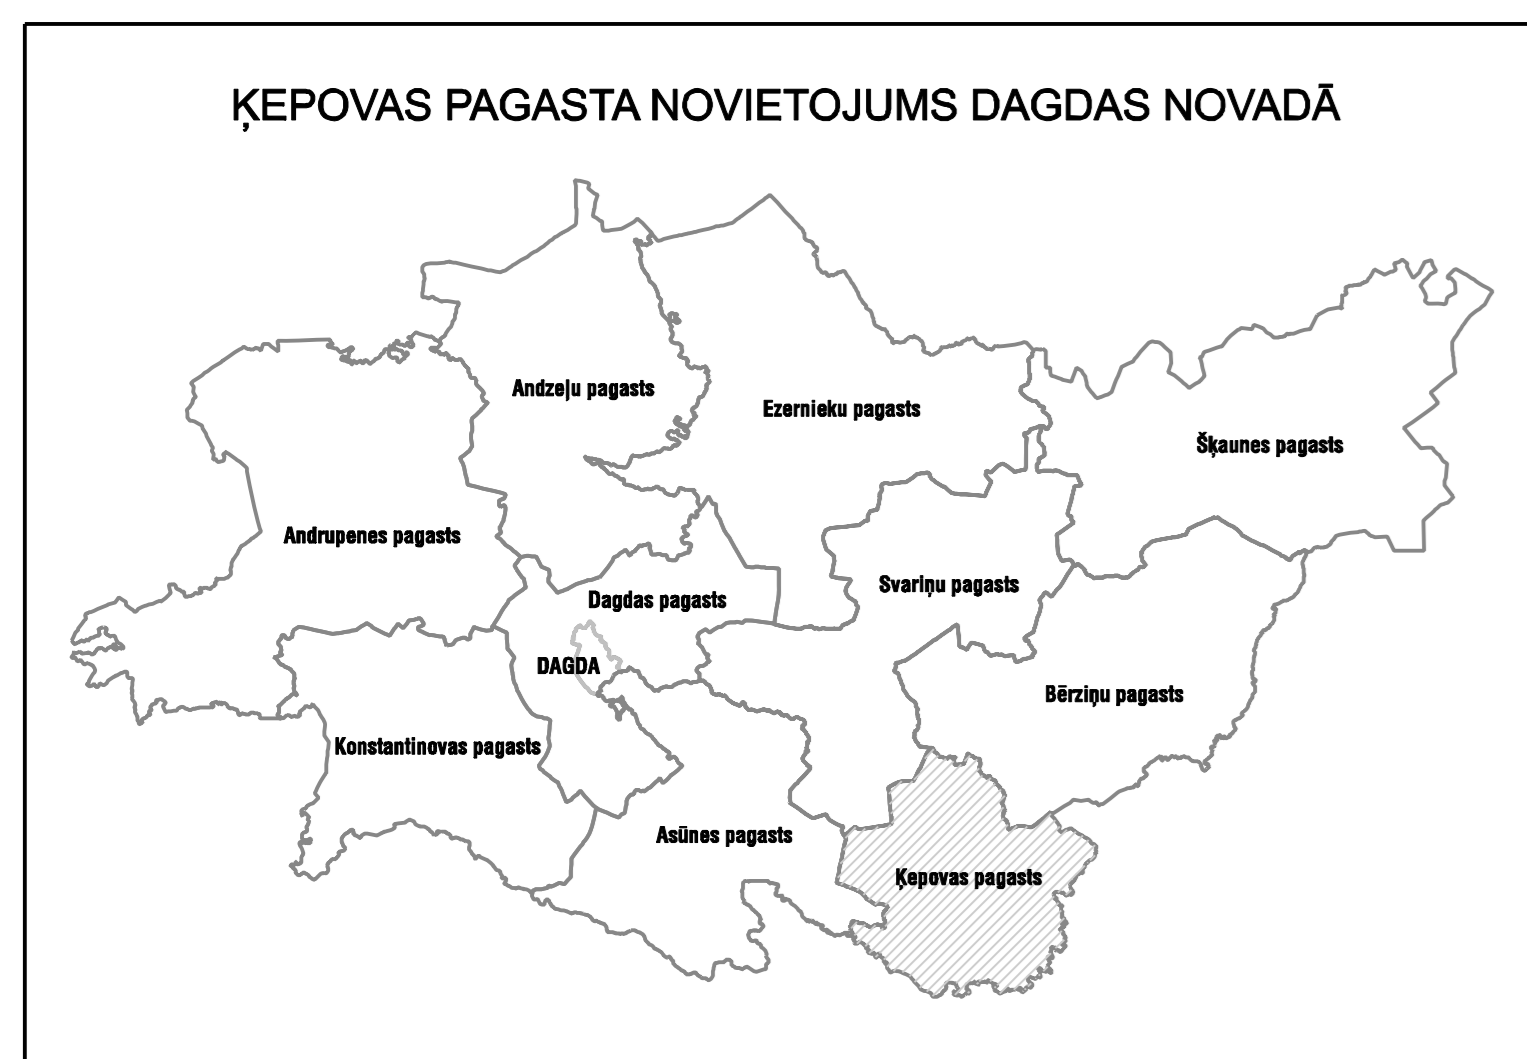 ĶEPOVAS PAGASTA NOVIETOJUMS DAGDAS NOVADĀ
Andzeļu pagasts
Ezernieku pagasts
Šķaunes pagasts
Andrupenes pagasts
Svariņu pagasts
Dagdas pagasts
DAGDA
Bērziņu pagasts
Konstantinovas pagasts
Asūnes pagasts
Ķepovas pagasts